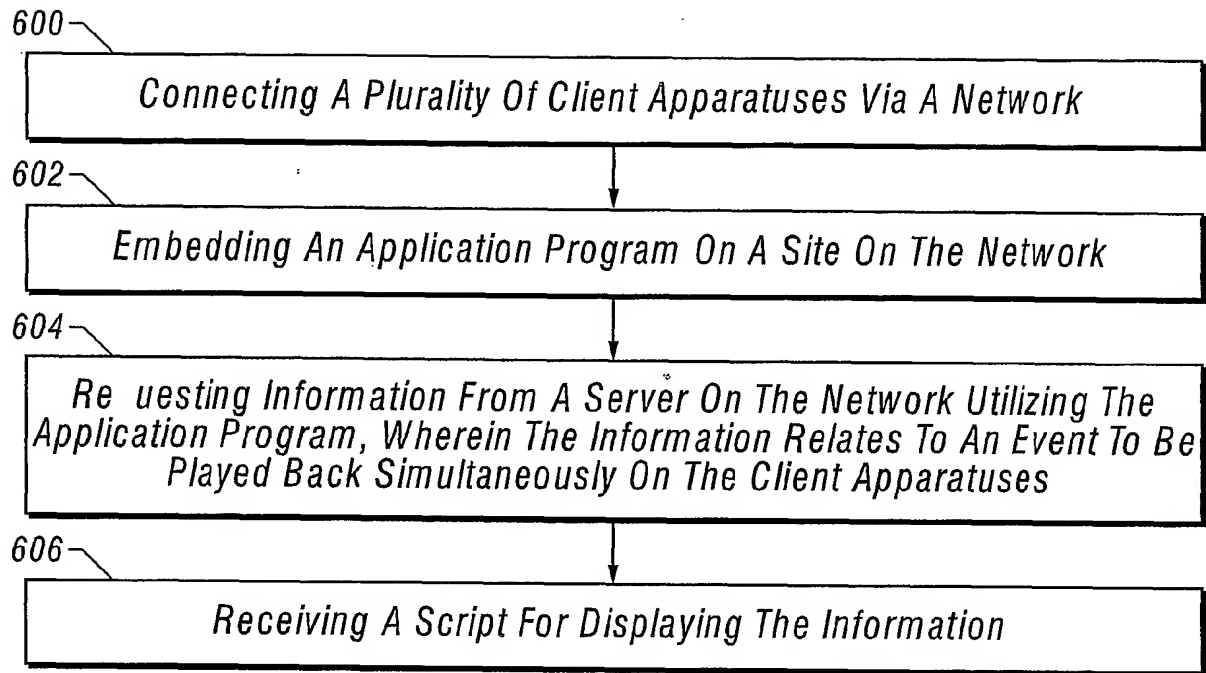 600
Connecting A Plurality Of Client Apparatuses Via A Network
602
Embedding An Application Program On A Site On The Network
604
Re uesting Information From A Server On The Network Utilizing The
Application Program, Wherein The Information Relates To An Event To Be
Played Back Simultaneously On The Client Apparatuses
606
Receiving A Script For Displaying The Information